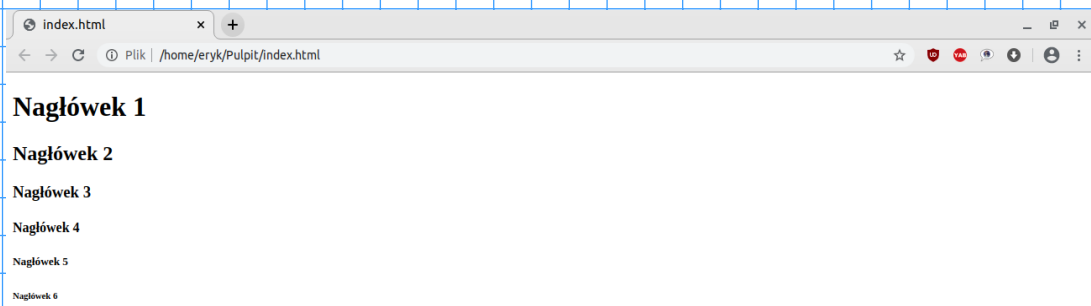 index.html
Plik | /home/eryk/Pulpit/index.html
Nagłówek 1
Nagłówek 2
Nagłówek 3
Nagłówek 4
Nagłówek 5
Nagłówek 6